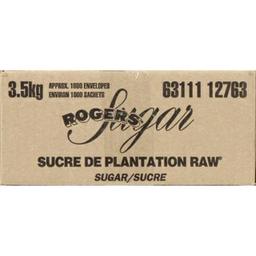 3.5kg
APPROX. 1000 ENVELOPES
ENVIRON 1000 SACHETS
63111 12763
ROGERS
Sugar
SUCRE DE PLANTATION RAW*
SUGAR/SUCRE